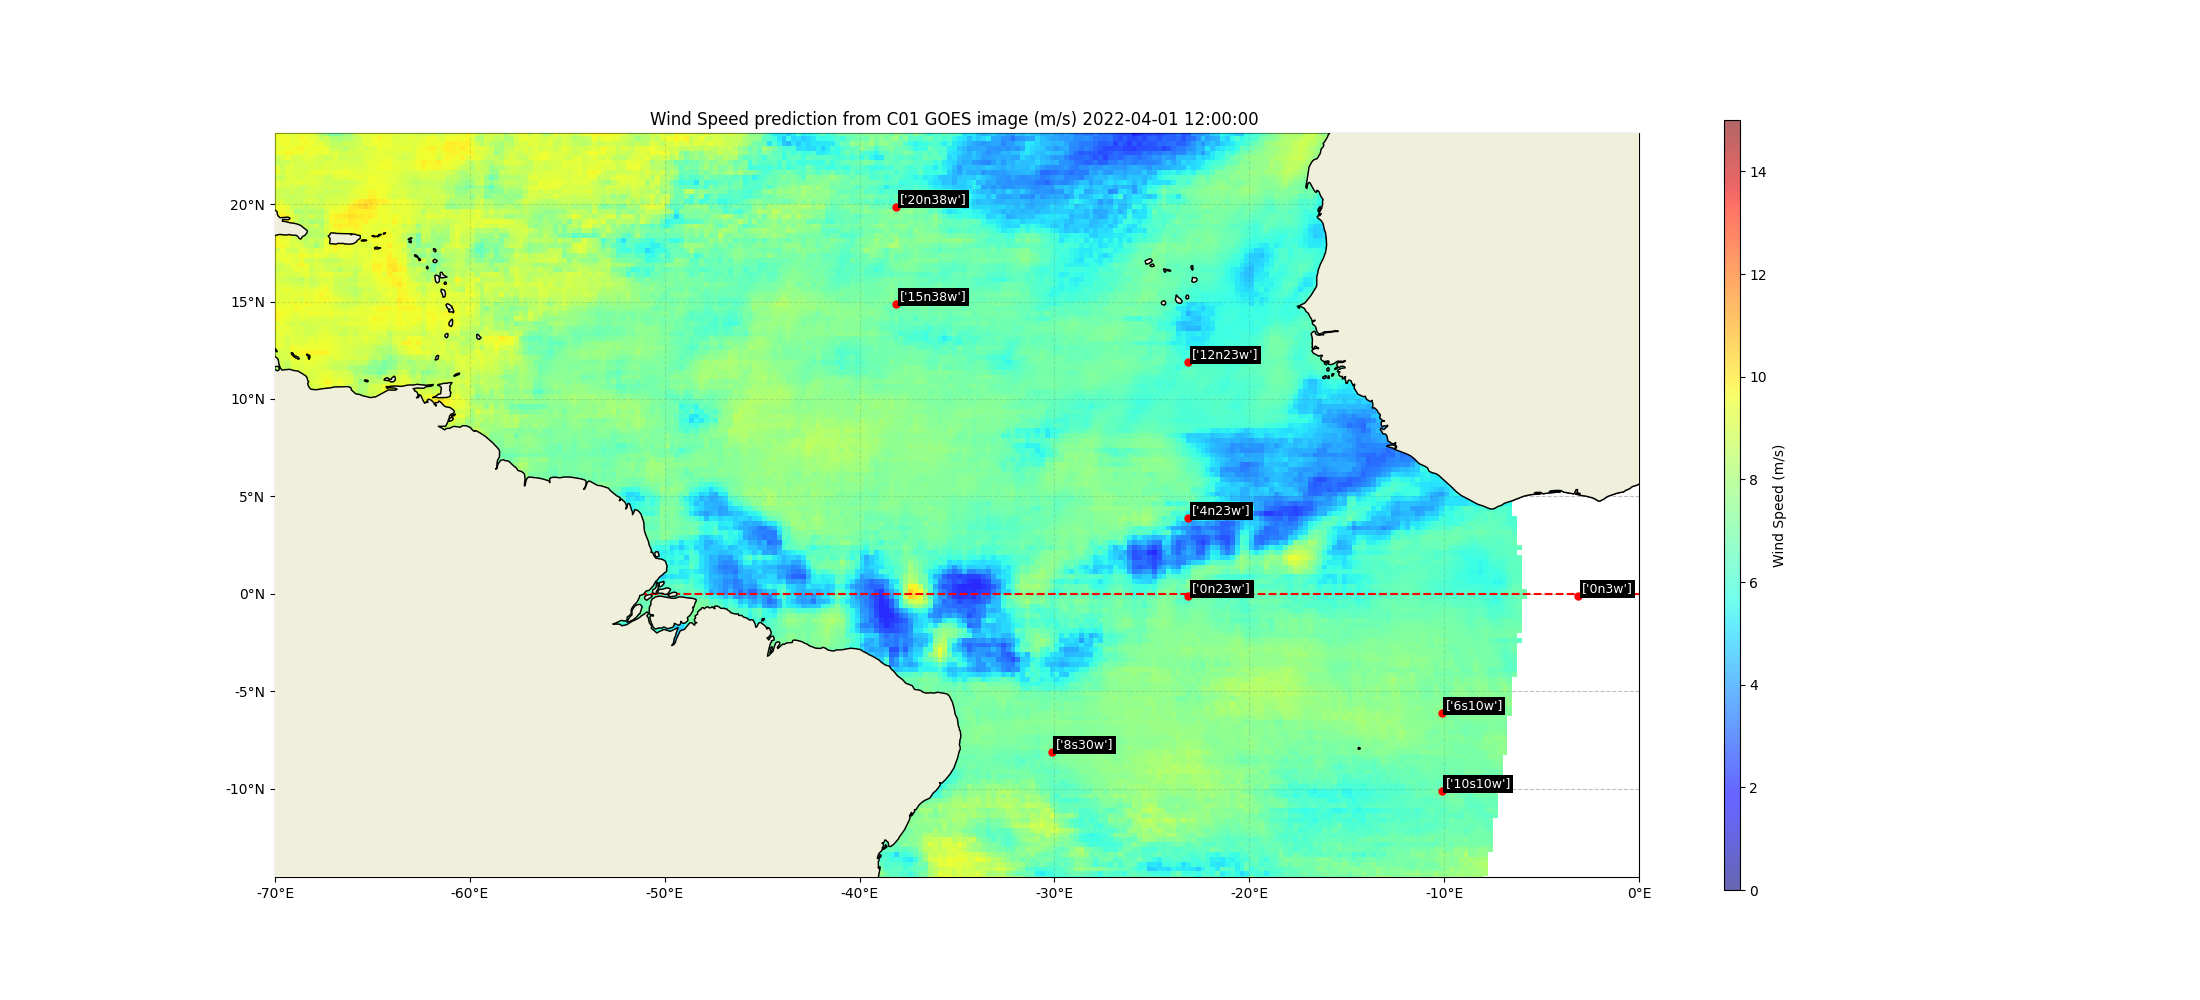 Wind Speed prediction from C01 GOES image (m/s) 2022-04-01 12:00:00
20°N
15°N
10°N
5°N
0°N
-5°N
-10°N
['20n38w']
['15n38w']
['12n23w']
['4n23w']
['0n23w']
['0n3w']
['6s10w']
['8s30w']
['10s10w']
-70°E
-60°E
-50°E
-40°E
-30°E
-20°E
-10°E
0°E
14
12
10
8
6
4
2
0
Wind Speed (m/s)